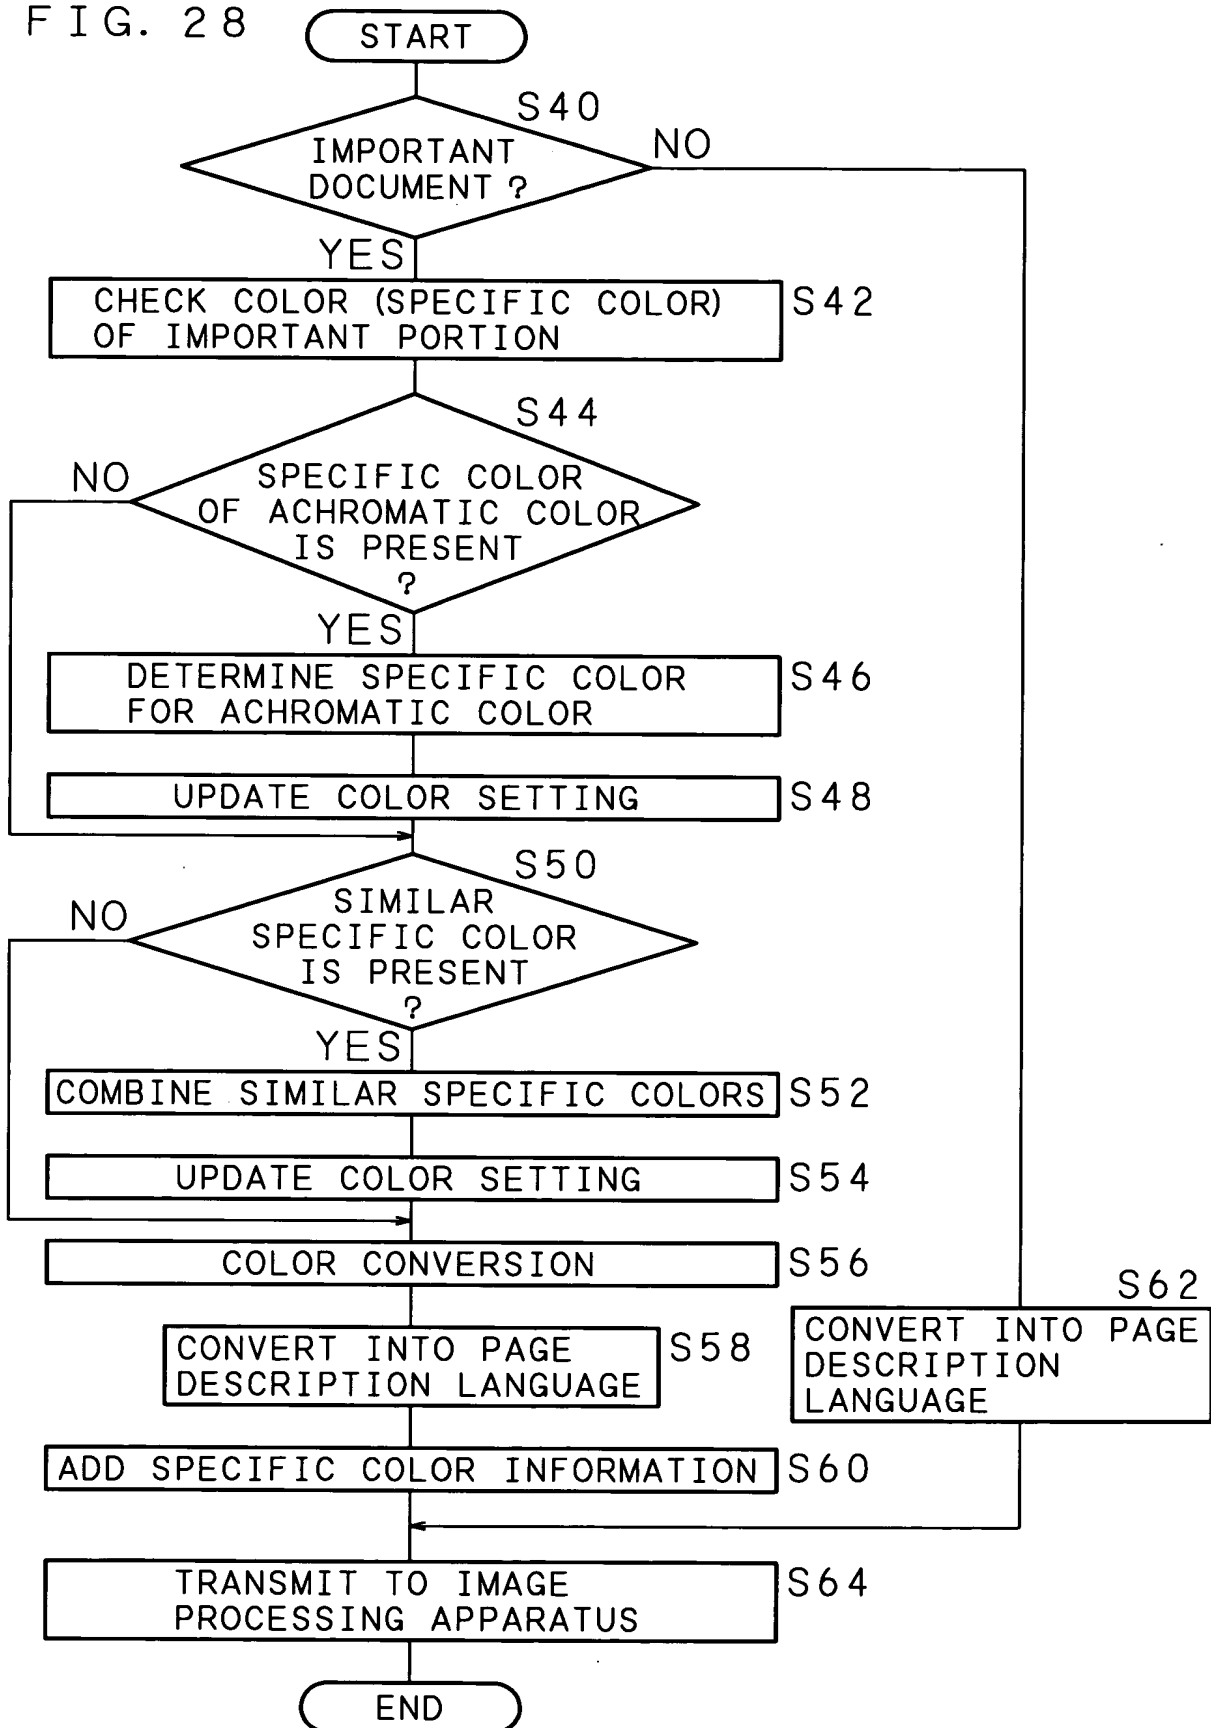 FIG. 28
START
S40
IMPORTANT
DOCUMENT ?
NO
YES
CHECK COLOR (SPECIFIC COLOR)
OF IMPORTANT PORTION
S42
S44
NO
SPECIFIC COLOR
OF ACHROMATIC COLOR
IS PRESENT
?
YES
DETERMINE SPECIFIC COLOR
FOR ACHROMATIC COLOR
S46
UPDATE COLOR SETTING
S48
S50
NO
SIMILAR
SPECIFIC COLOR
IS PRESENT
?
YES
COMBINE SIMILAR SPECIFIC COLORS
S52
UPDATE COLOR SETTING
S54
COLOR CONVERSION
S56
CONVERT INTO PAGE
DESCRIPTION LANGUAGE
S58
S62
CONVERT INTO PAGE
DESCRIPTION
LANGUAGE
ADD SPECIFIC COLOR INFORMATION
S60
TRANSMIT TO IMAGE
PROCESSING APPARATUS
S64
END